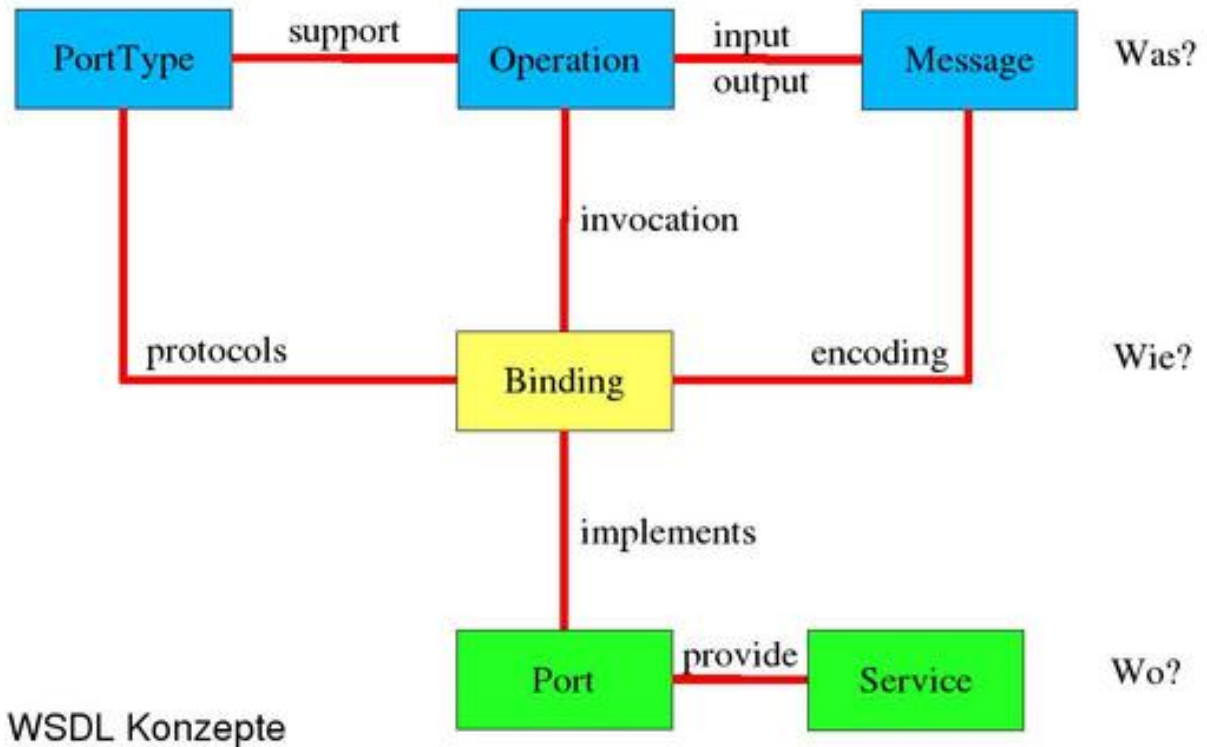 support
input
PortType
Operation
Message
Was?
output
invocation
protocols
encoding
Wie?
Binding
implements
provide
Port
Service
Wo?
WSDL Konzepte